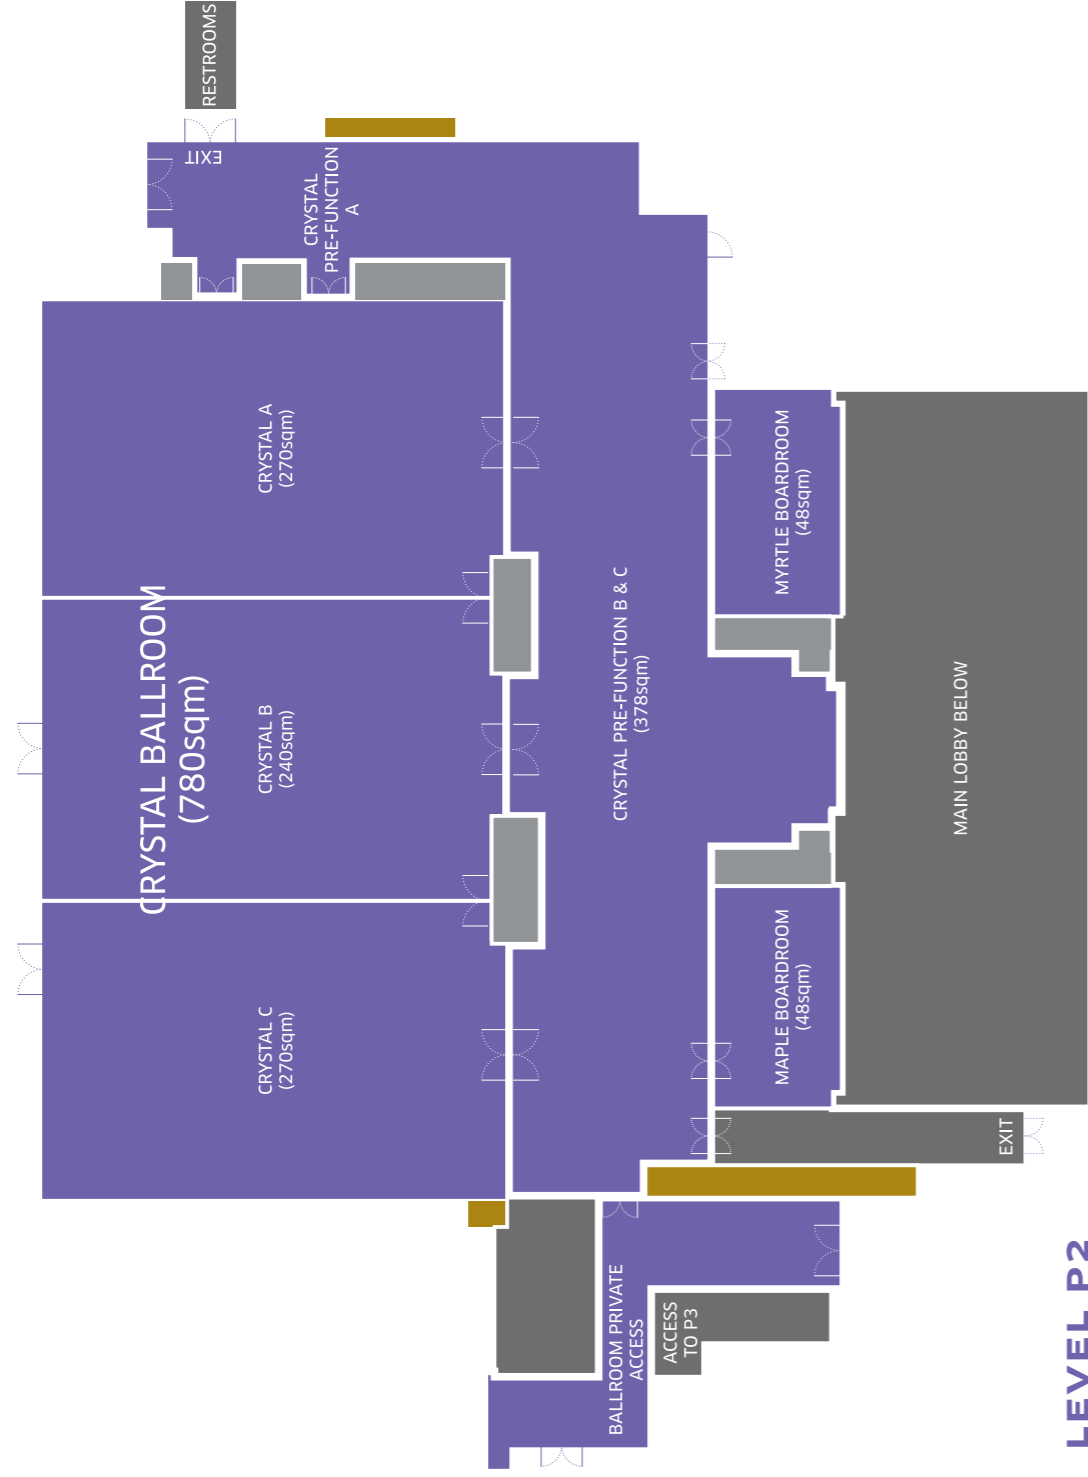 RESTROOMS
EXIT
CRYSTAL
PRE-FUNCTION
A
CRYSTAL A
(270sqm)
CRYSTAL BALLROOM
(780sqm)
CRYSTAL B
(240sqm)
CRYSTAL C
(270sqm)
CRYSTAL PRE-FUNCTION B & C
(378sqm)
MYRTLE BOARDROOM
(48sqm)
MAPLE BOARDROOM
(48sqm)
MAIN LOBBY BELOW
EXIT
BALLROOM PRIVATE
ACCESS
ACCESS
TO P3
LEVEL P2